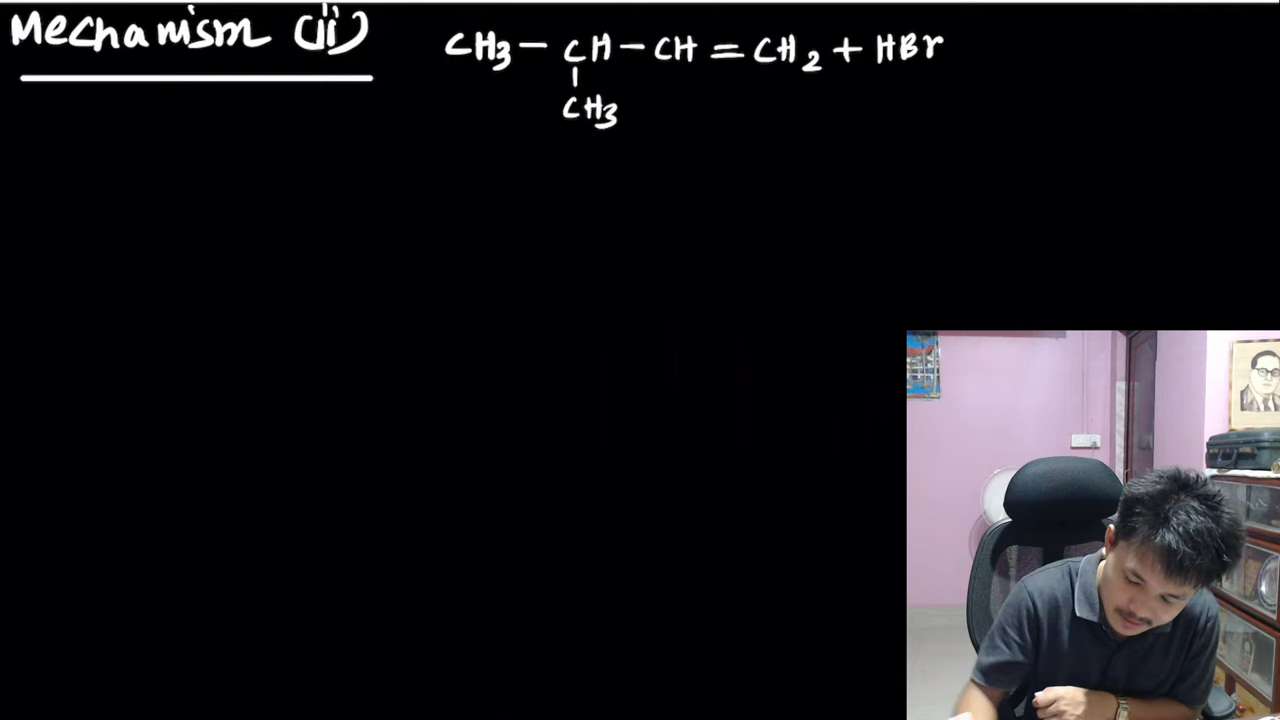 Mechanism (ii)
CH3 - CH - CH = CH2 + HBr
|
CH3